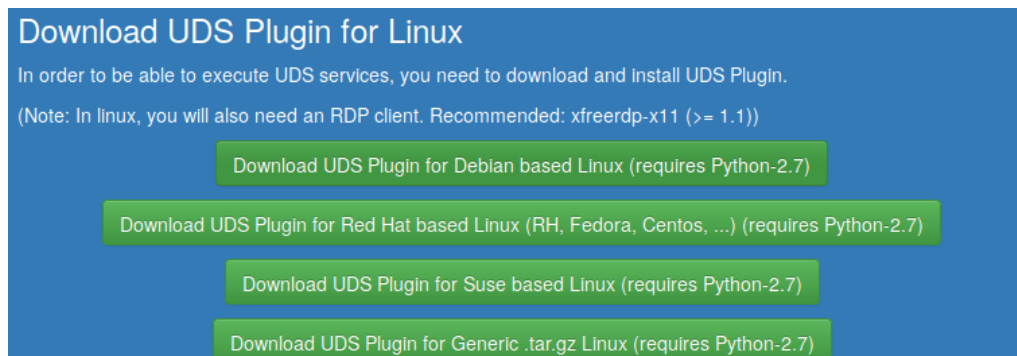 Download UDS Plugin for Linux
In order to be able to execute UDS services, you need to download and install UDS Plugin.
(Note: In linux, you will also need an RDP client. Recommended: xfreerdp-x11 (>= 1.1))
Download UDS Plugin for Debian based Linux (requires Python-2.7)
Download UDS Plugin for Red Hat based Linux (RH, Fedora, Centos, ...) (requires Python-2.7)
Download UDS Plugin for Suse based Linux (requires Python-2.7)
Download UDS Plugin for Generic .tar.gz Linux (requires Python-2.7)